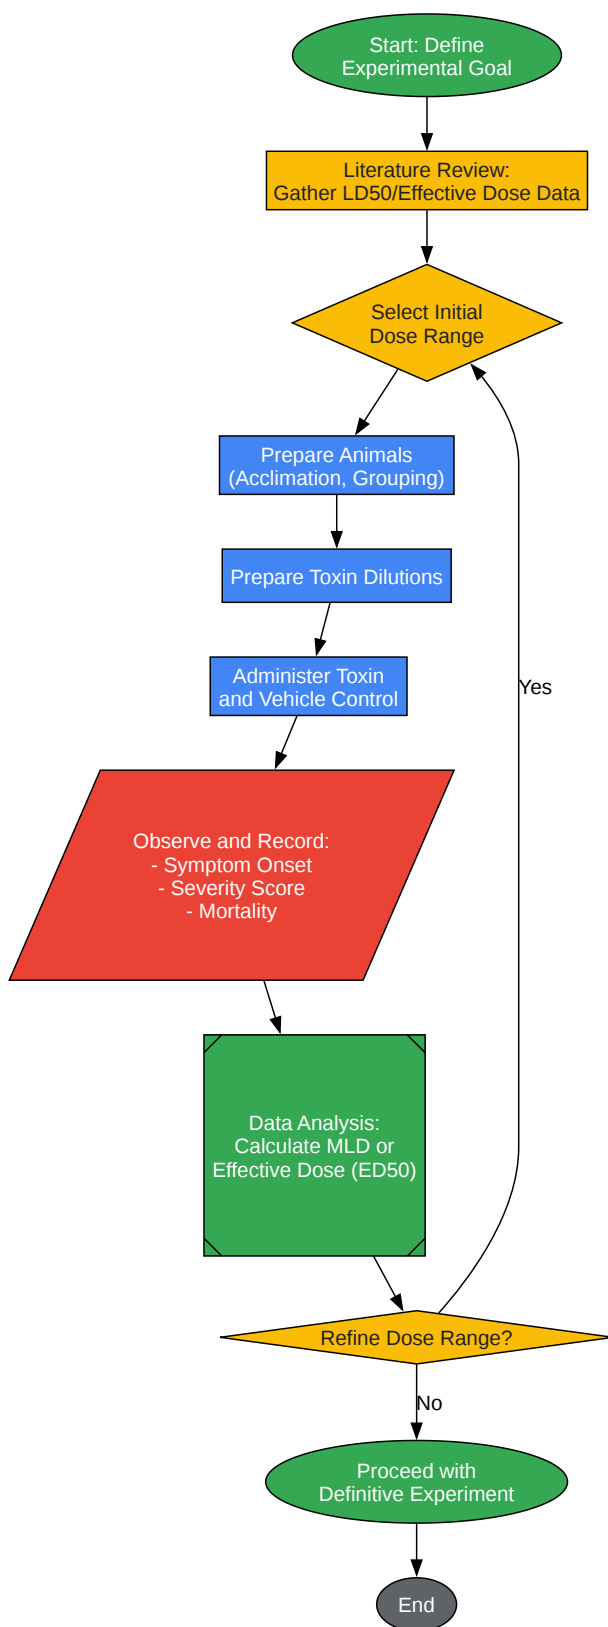 Start: Define
Experimental Goal
Literature Review:
Gather LD50/Effective Dose Data
Select Initial
Dose Range
Prepare Animals
(Acclimation, Grouping)
Prepare Toxin Dilutions
Administer Toxin
and Vehicle Control
Yes
Observe and Record:
- Symptom Onset
- Severity Score
- Mortality
Data Analysis:
Calculate MLD or
Effective Dose (ED50)
Refine Dose Range?
No
Proceed with
Definitive Experiment
End